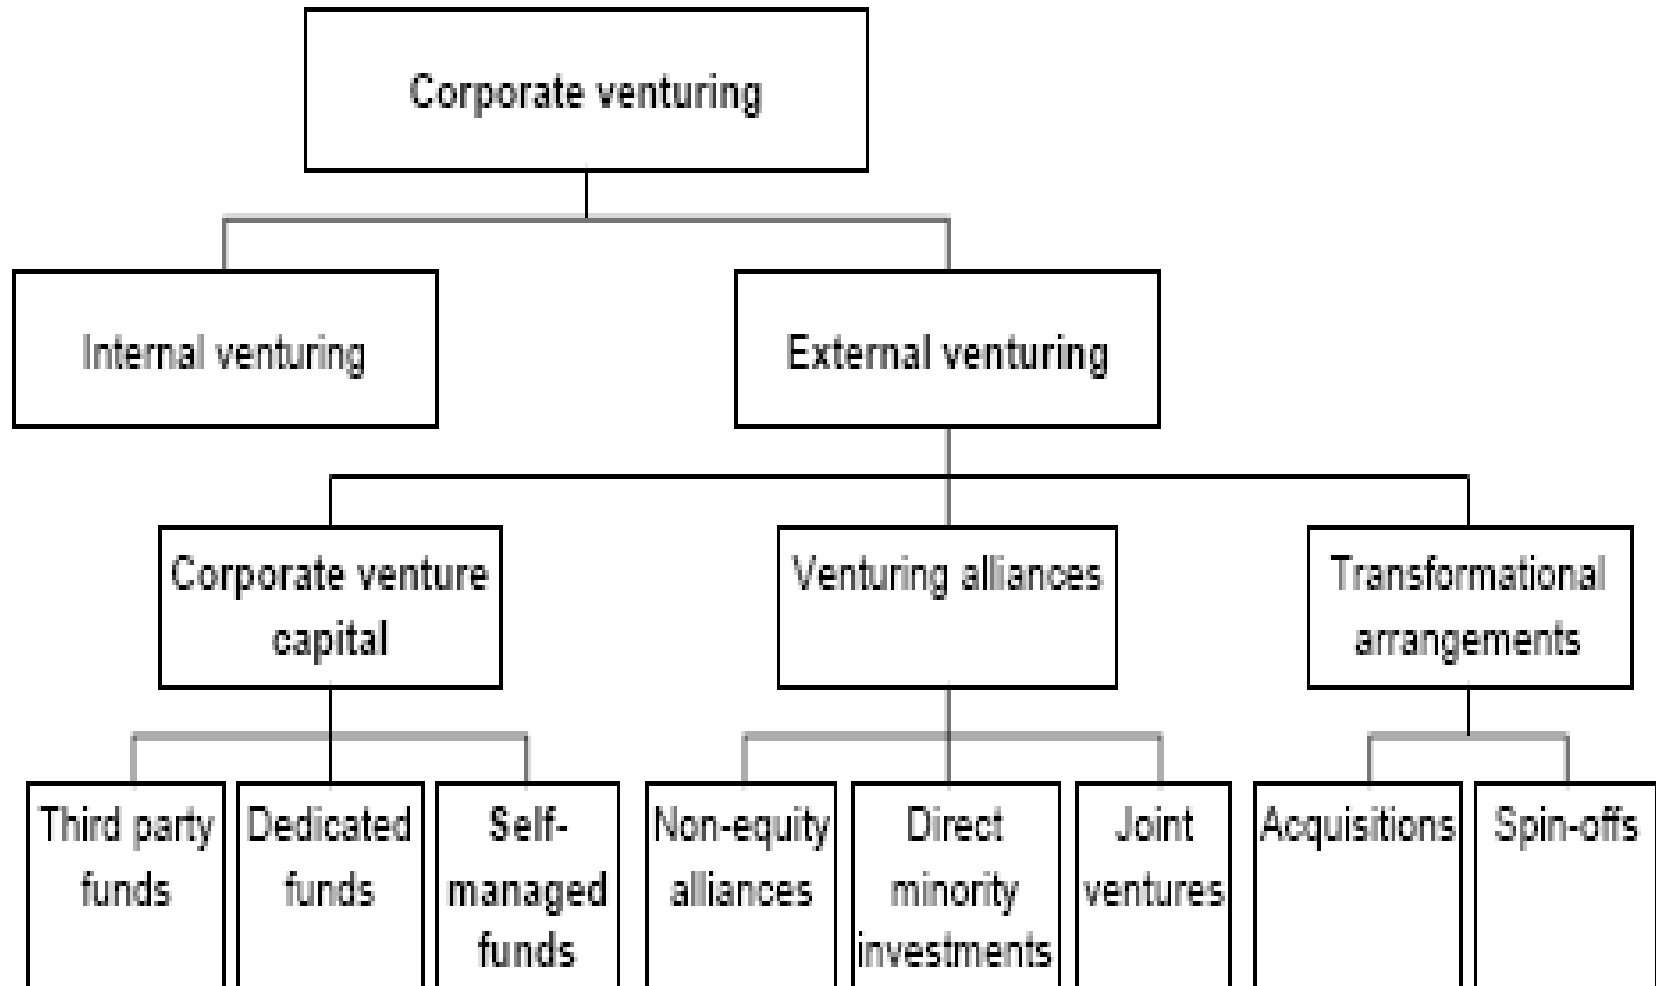 Corporate venturing
Internal venturing
External venturing
Corporate venture
capital
Venturing alliances
Transformational
arrangements
Third party
funds
Dedicated
funds
Self-
managed
funds
Non-equity
alliances
Direct
minority
investments
Joint
ventures
Acquisitions
Spin-offs